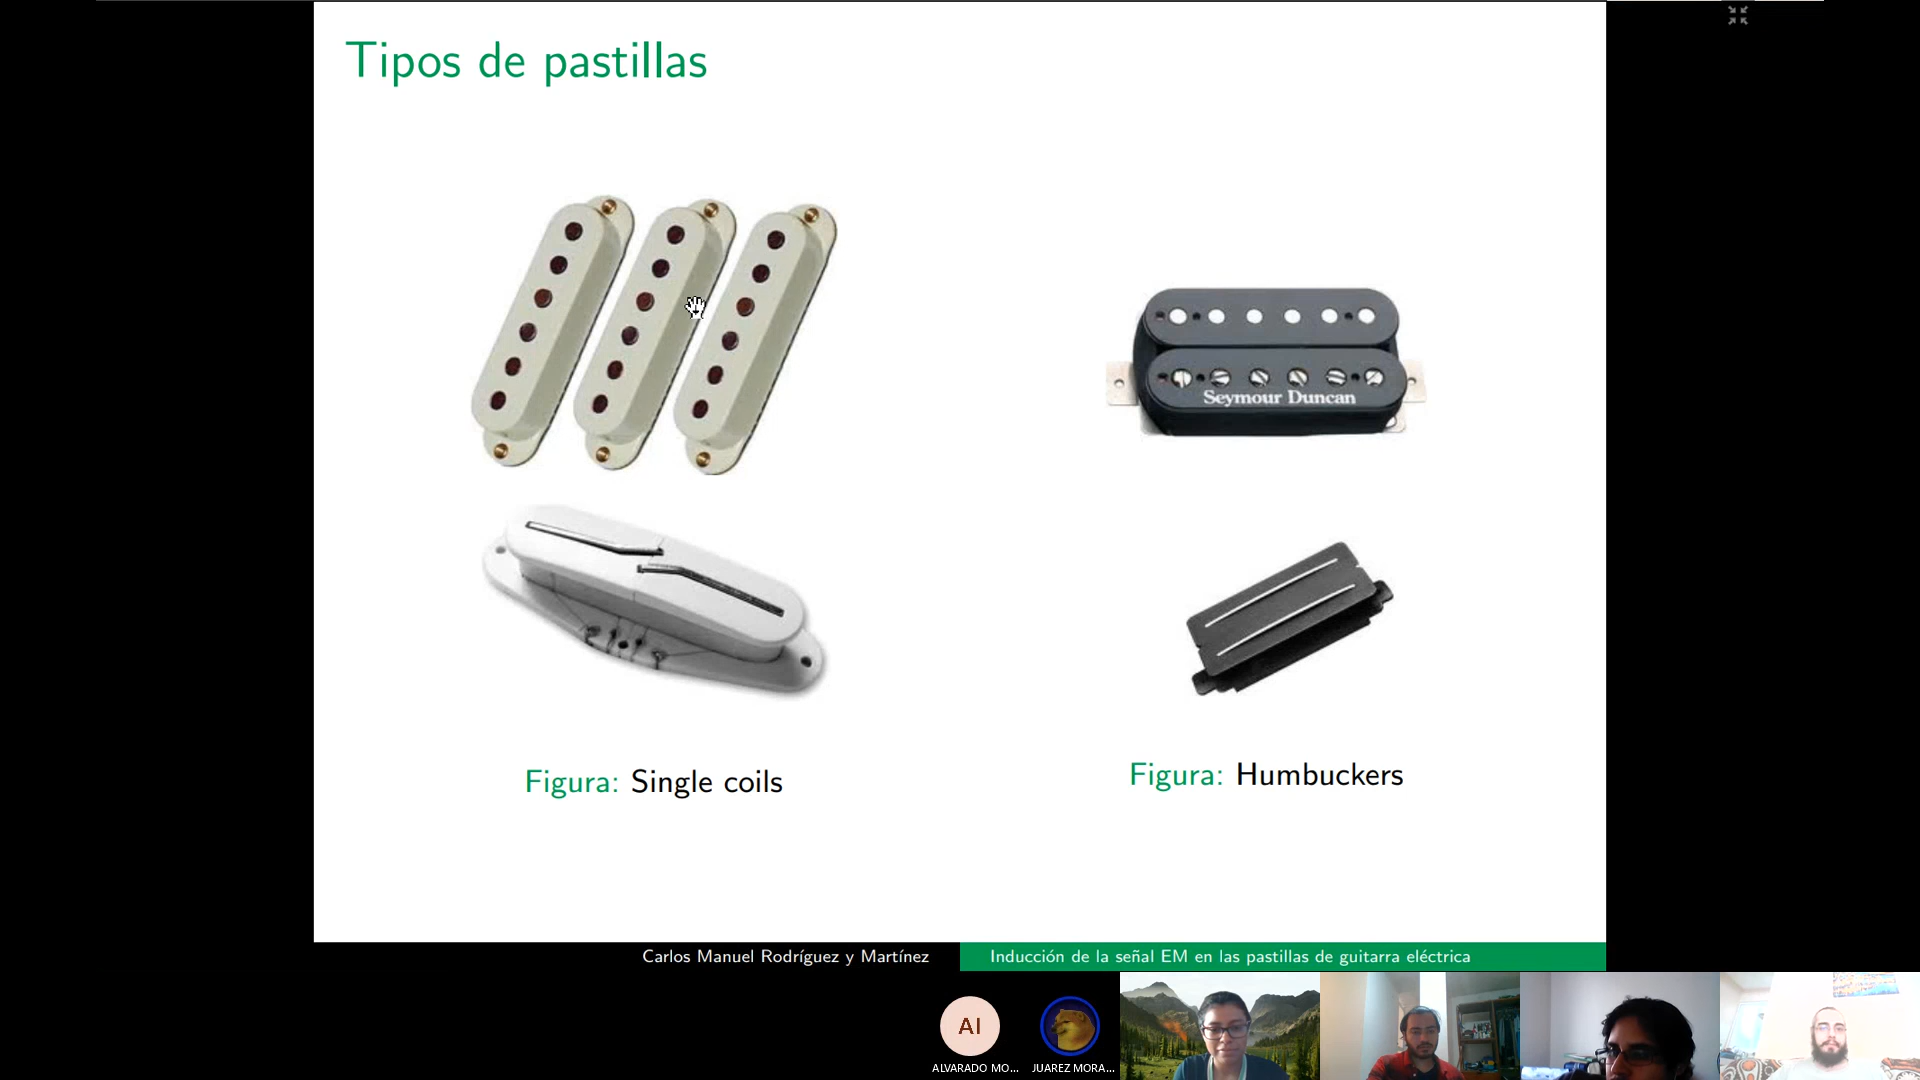 Tipos de pastillas
Seymour Duncan
Figura: Single coils
Figura: Humbuckers
Carlos Manuel Rodríguez y Martínez
Inducción de la señal EM en las pastillas de guitarra eléctrica
AI
ALVARADO MO...
JUAREZ MORA...